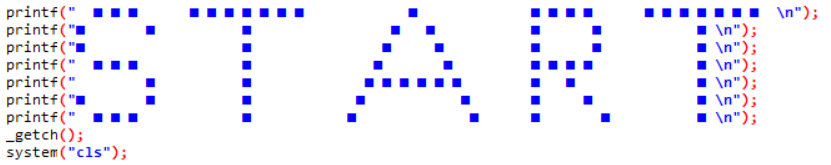 printf("  ■■■     ■■■■■■■           ■            ■■■■     ■■■■■■■  \n");
printf("■      ■         ■               ■  ■           ■     ■          ■ \n");
printf("■                 ■              ■    ■          ■     ■          ■ \n");
printf("  ■■■           ■             ■      ■         ■■■■           ■ \n");
printf("        ■         ■            ■■■■■■        ■  ■             ■ \n");
printf("■      ■         ■           ■          ■       ■    ■           ■ \n");
printf("  ■■■           ■          ■            ■      ■      ■         ■ \n");
_getch();
system("cls");